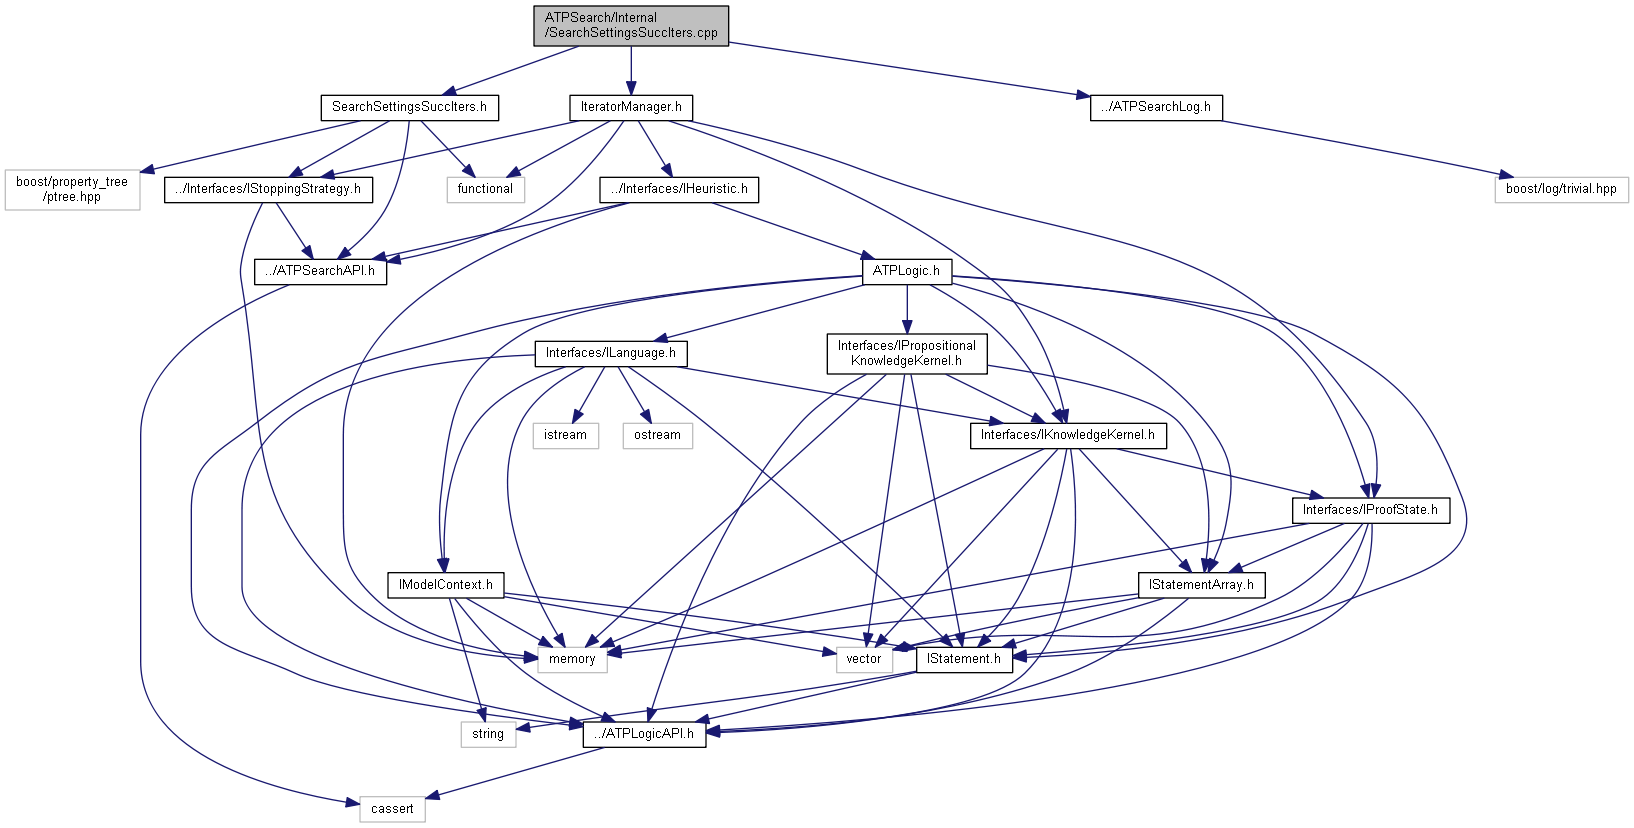 ATPSearch/Internal
/SearchSettingsSuccIters.cpp
SearchSettingsSuccIters.h
IteratorManager.h
../ATPSearchLog.h
boost/property_tree
/ptree.hpp
../Interfaces/IStoppingStrategy.h
functional
../Interfaces/IHeuristic.h
boost/log/trivial.hpp
../ATPSearchAPI.h
ATPLogic.h
Interfaces/ILanguage.h
Interfaces/IPropositional
KnowledgeKernel.h
istream
ostream
Interfaces/IKnowledgeKernel.h
Interfaces/IProofState.h
IModelContext.h
IStatementArray.h
memory
vector
IStatement.h
string
../ATPLogicAPI.h
cassert